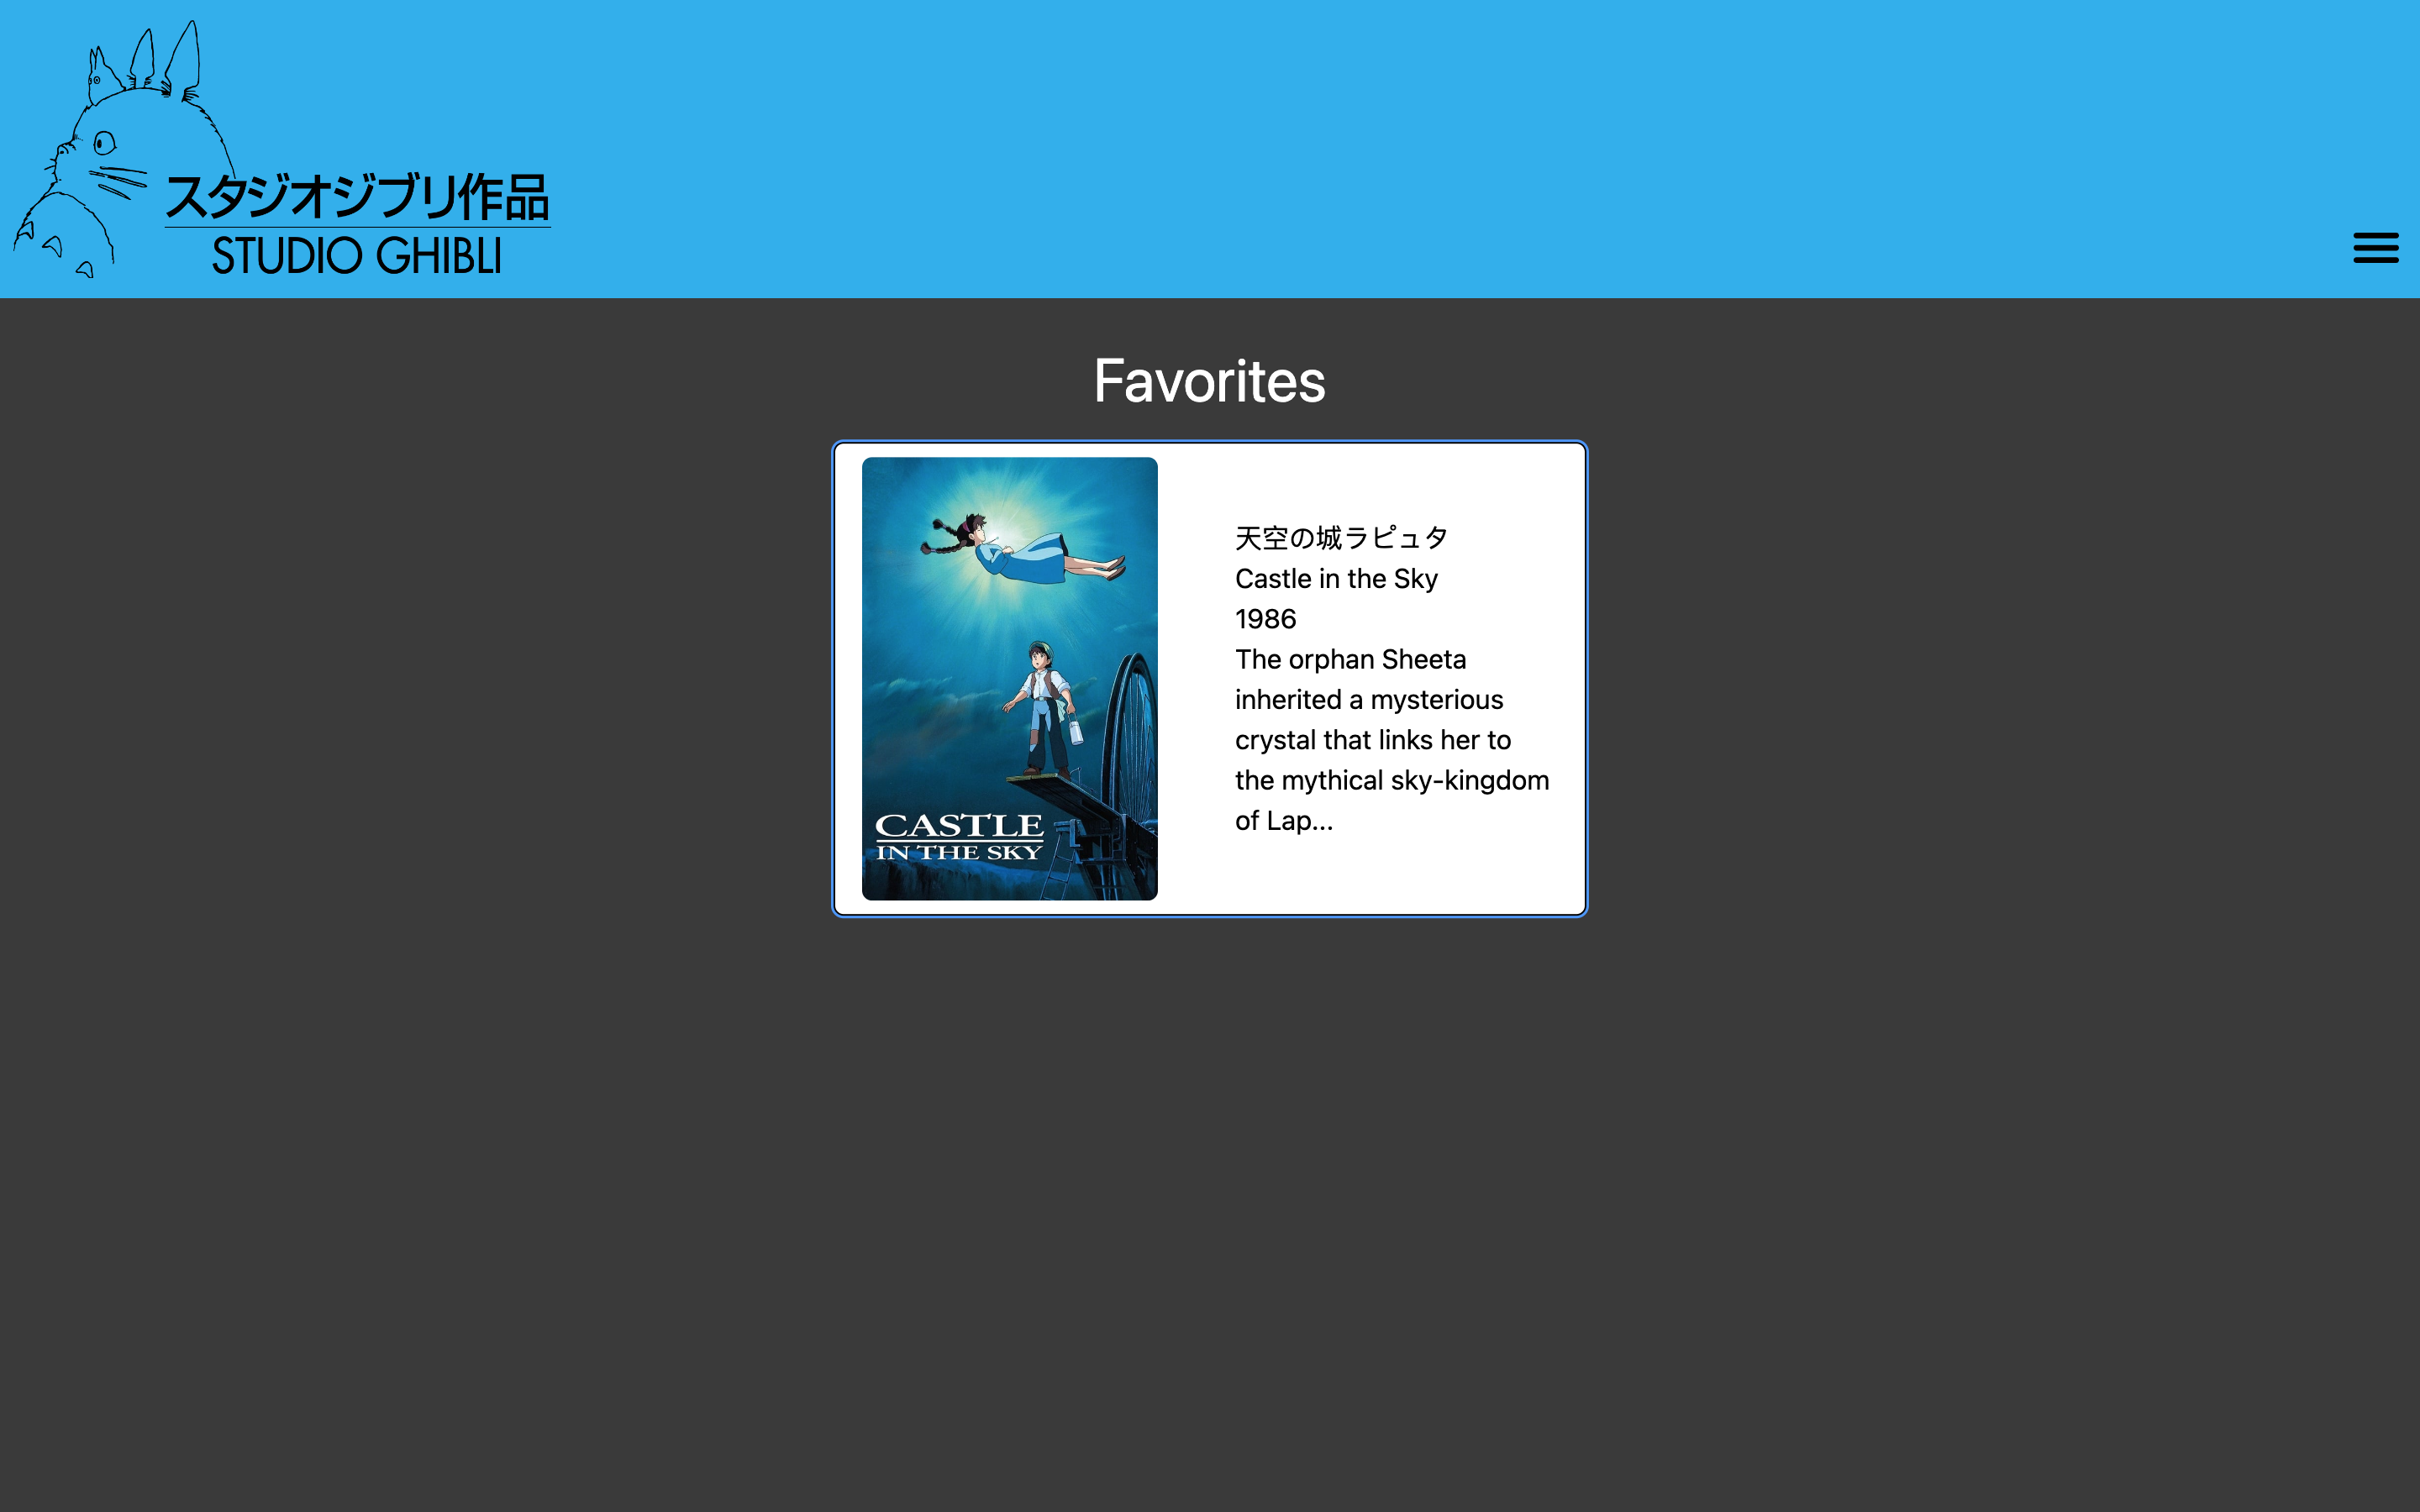 スタジオジブリ作品
STUDIO GHIBLI
Favorites
CASTLE
IN THE SKY
天空の城ラピュタ
Castle in the Sky
1986
The orphan Sheeta
inherited a mysterious
crystal that links her to
the mythical sky-kingdom
of Lap...